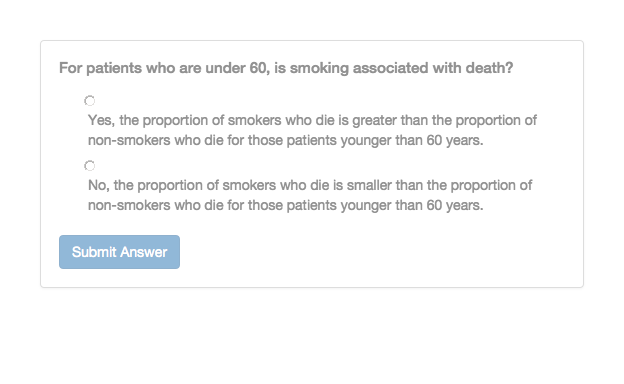 For patients who are under 60, is smoking associated with death?
Yes, the proportion of smokers who die is greater than the proportion of
non-smokers who die for those patients younger than 60 years.
No, the proportion of smokers who die is smaller than the proportion of
non-smokers who die for those patients younger than 60 years.
Submit Answer